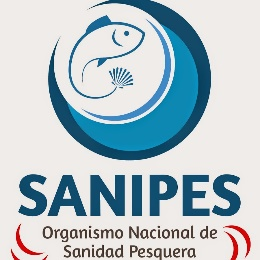 SANIPES
Organismo Nacional de
Sanidad Pesquera